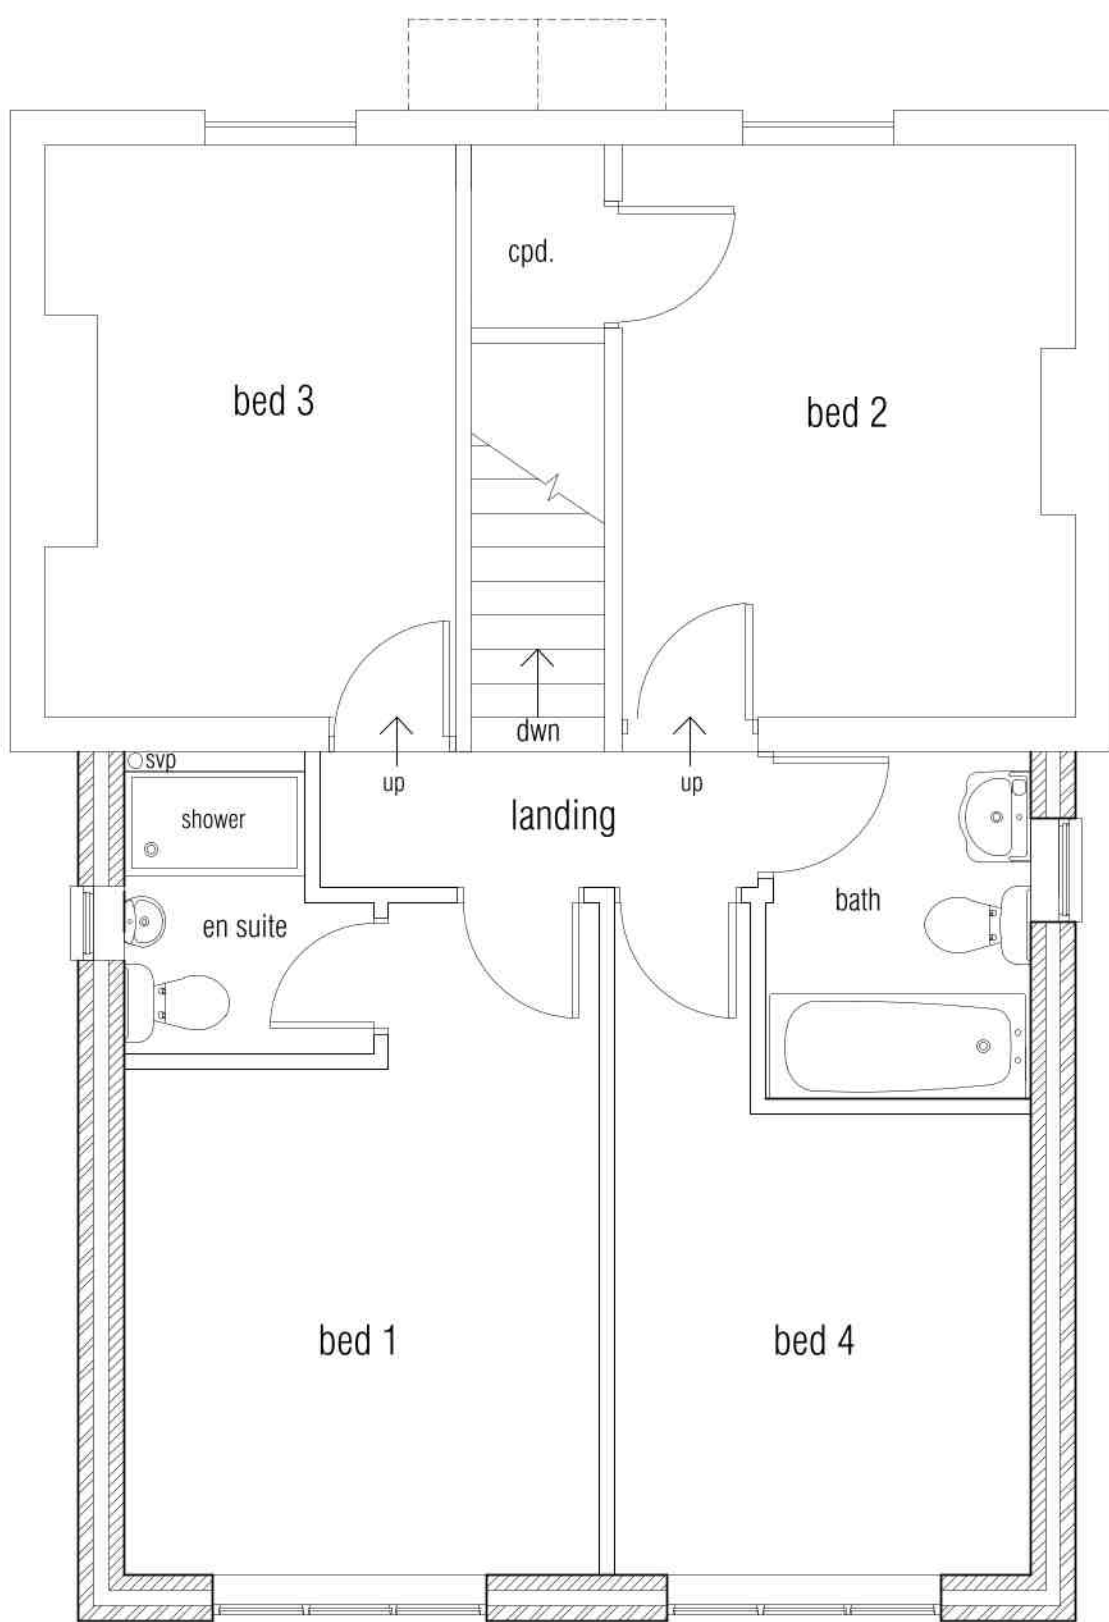 cpd.
bed 3
bed 2
dwn
svp
up
up
shower
landing
bath
en suite
bed 1
bed 4